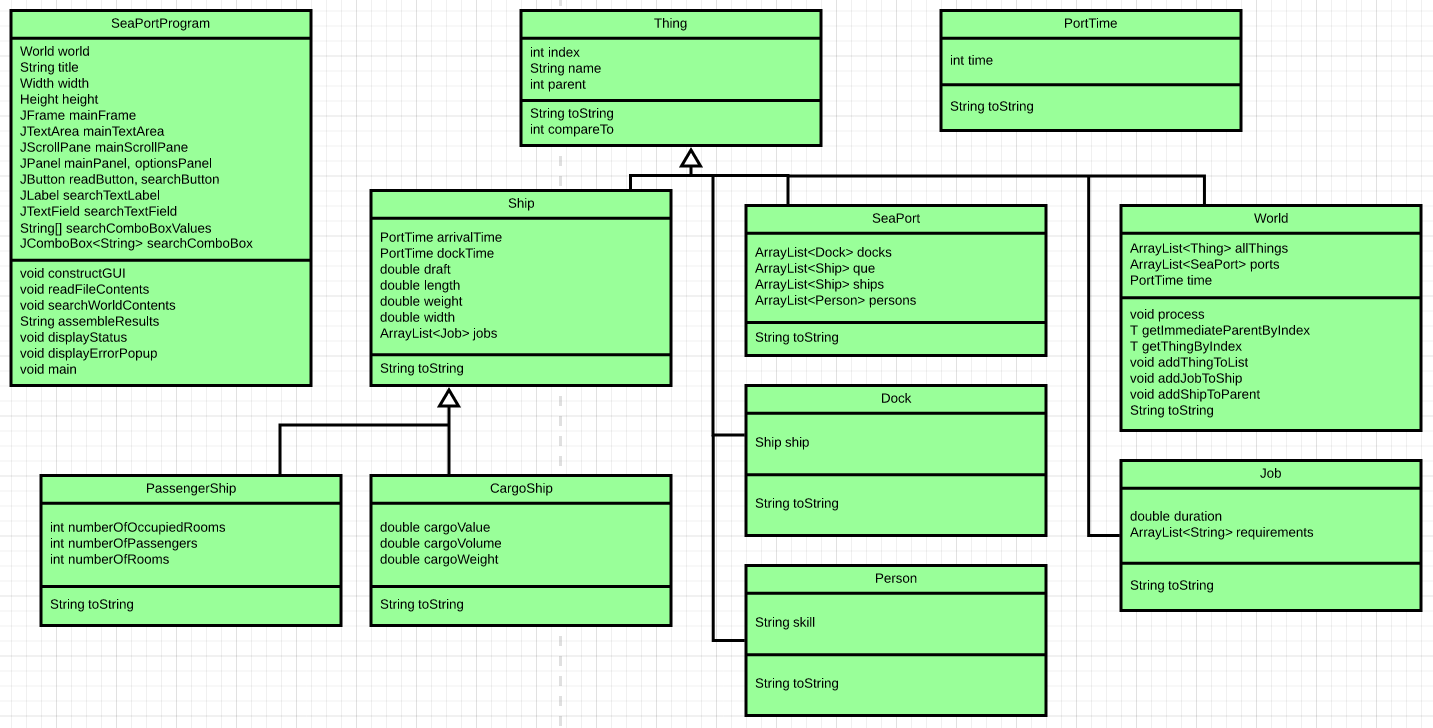 SeaPortProgram
World world
String title
Width width
Height height
JFrame mainFrame
JTextArea mainTextArea
JScrollPane mainScrollPane
JPanel mainPanel, optionsPanel
JButton readButton, searchButton
JLabel searchTextLabel
JTextField searchTextField
String[] searchComboBoxValues
JComboBox<String> searchComboBox
void constructGUI
void readFileContents
void searchWorldContents
String assembleResults
void displayStatus
void displayErrorPopup
void main
Thing
int index
String name
int parent
String toString
int compareTo
PortTime
int time
String toString
Ship
PortTime arrivalTime
PortTime dockTime
double draft
double length
double weight
double width
ArrayList<Job> jobs
String toString
SeaPort
ArrayList<Dock> docks
ArrayList<Ship> que
ArrayList<Ship> ships
ArrayList<Person> persons
String toString
World
ArrayList<Thing> allThings
ArrayList<SeaPort> ports
PortTime time
void process
T getImmediateParentByIndex
T getThingByIndex
void addThingToList
void addJobToShip
void addShipToParent
String toString
Dock
Ship ship
String toString
Job
double duration
ArrayList<String> requirements
String toString
PassengerShip
int numberOfOccupiedRooms
int numberOfPassengers
int numberOfRooms
String toString
CargoShip
double cargoValue
double cargoVolume
double cargoWeight
String toString
Person
String skill
String toString